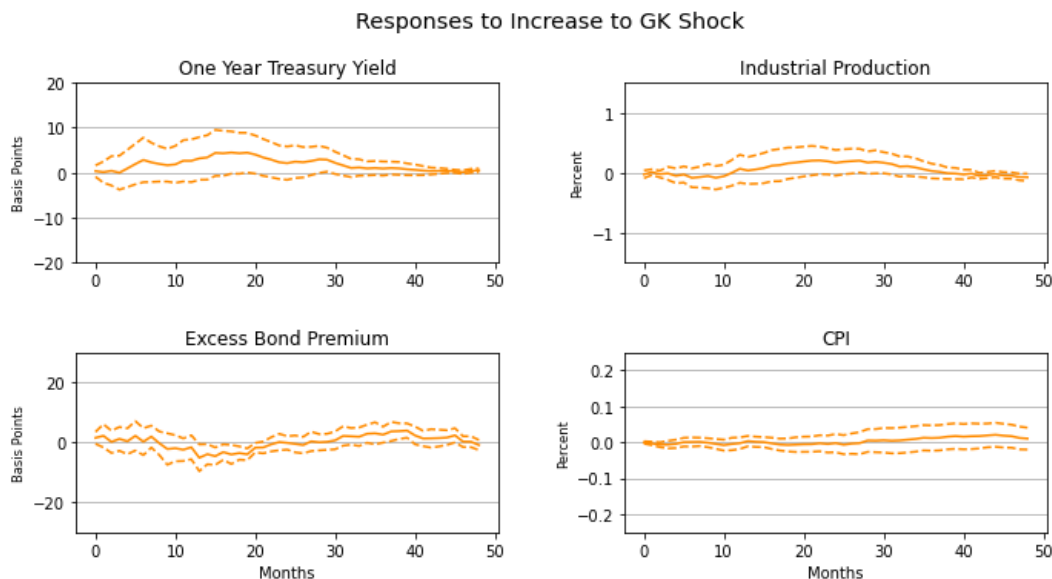 Responses to Increase to GK Shock
One Year Treasury Yield
20
10
0
−10
−20
Basis Points
0 10 20 30 40 50
Industrial Production
1
0
−1
Percent
0 10 20 30 40 50
Excess Bond Premium
20
0
−20
Basis Points
0 10 20 30 40 50
Months
CPI
0.2
0.1
0.0
−0.1
−0.2
Percent
0 10 20 30 40 50
Months